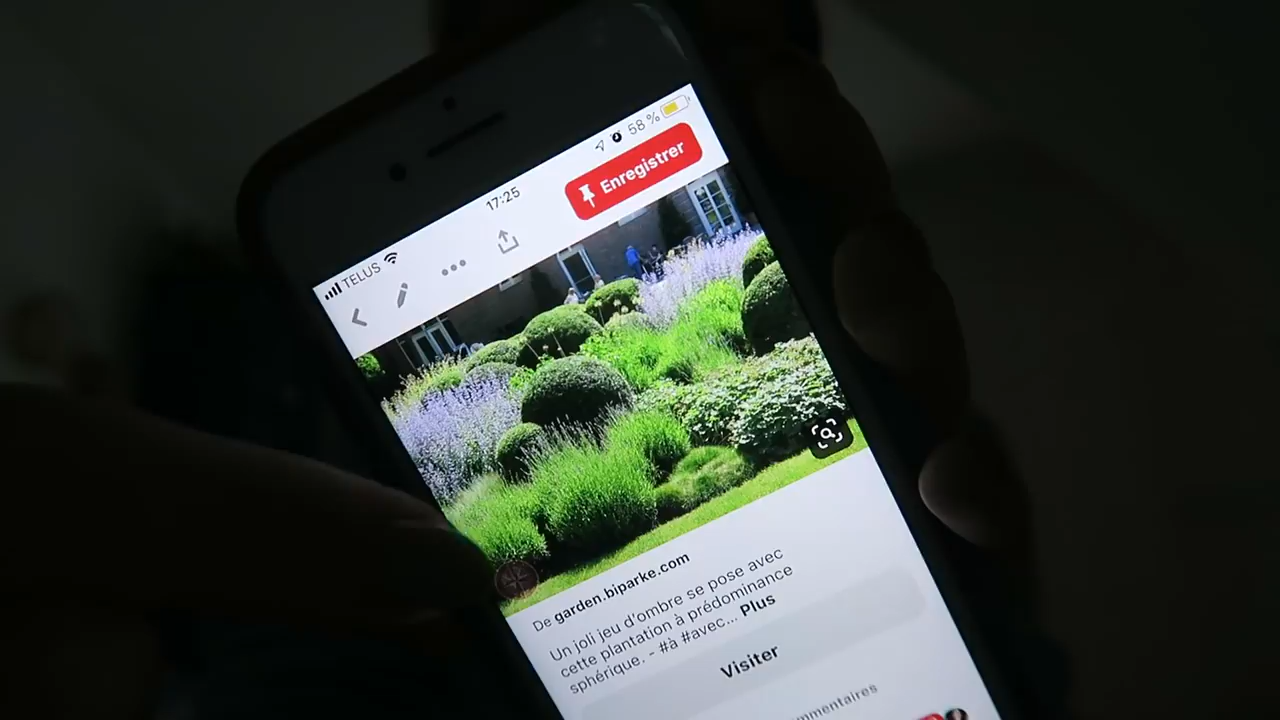 TELUS 17:25 58 %
Enregistrer
De garden.biparke.com
Un joli jeu d'ombre se pose avec
cette plantation à prédominance
sphérique. - #à #avec... Plus
Visiter
mmentaires